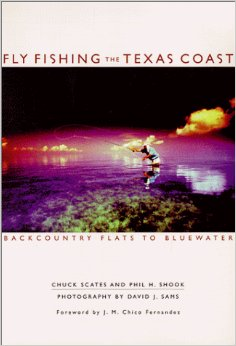 FLY FISHING THE TEXAS COAST
BACKCOUNTRY FLATS TO BLUEWATER
CHUCK SCATES AND PHIL H. SHOOK
PHOTOGRAPHY BY DAVID J. SAMS
Foreword by J. M. Chico Fernandez